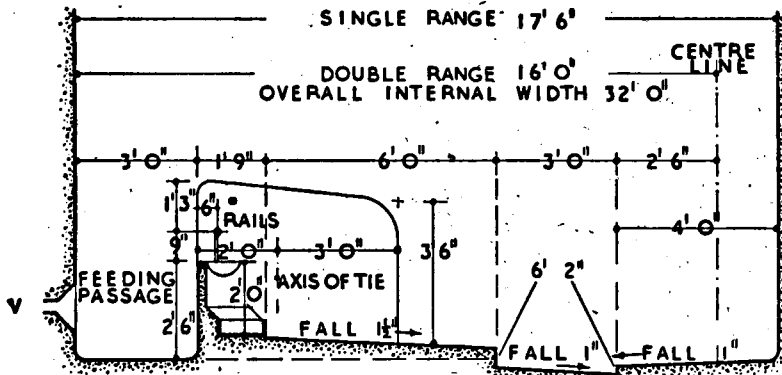 SINGLE RANGE 17' 6"
CENTRE
LINE
DOUBLE RANGE 16' 0"
OVERALL INTERNAL WIDTH 32' 0"
3' 0" 1' 9" 6' 0" 3' 0" 2' 6"
1' 3" 6"
RAILS
4' 0"
9" 2' 0" 3' 0" 3' 6"
FEEDING
PASSAGE
AXIS OF TIE
6" 2"
V
2' 0"
2' 6"
FALL 1½"
FALL 1" FALL 1"